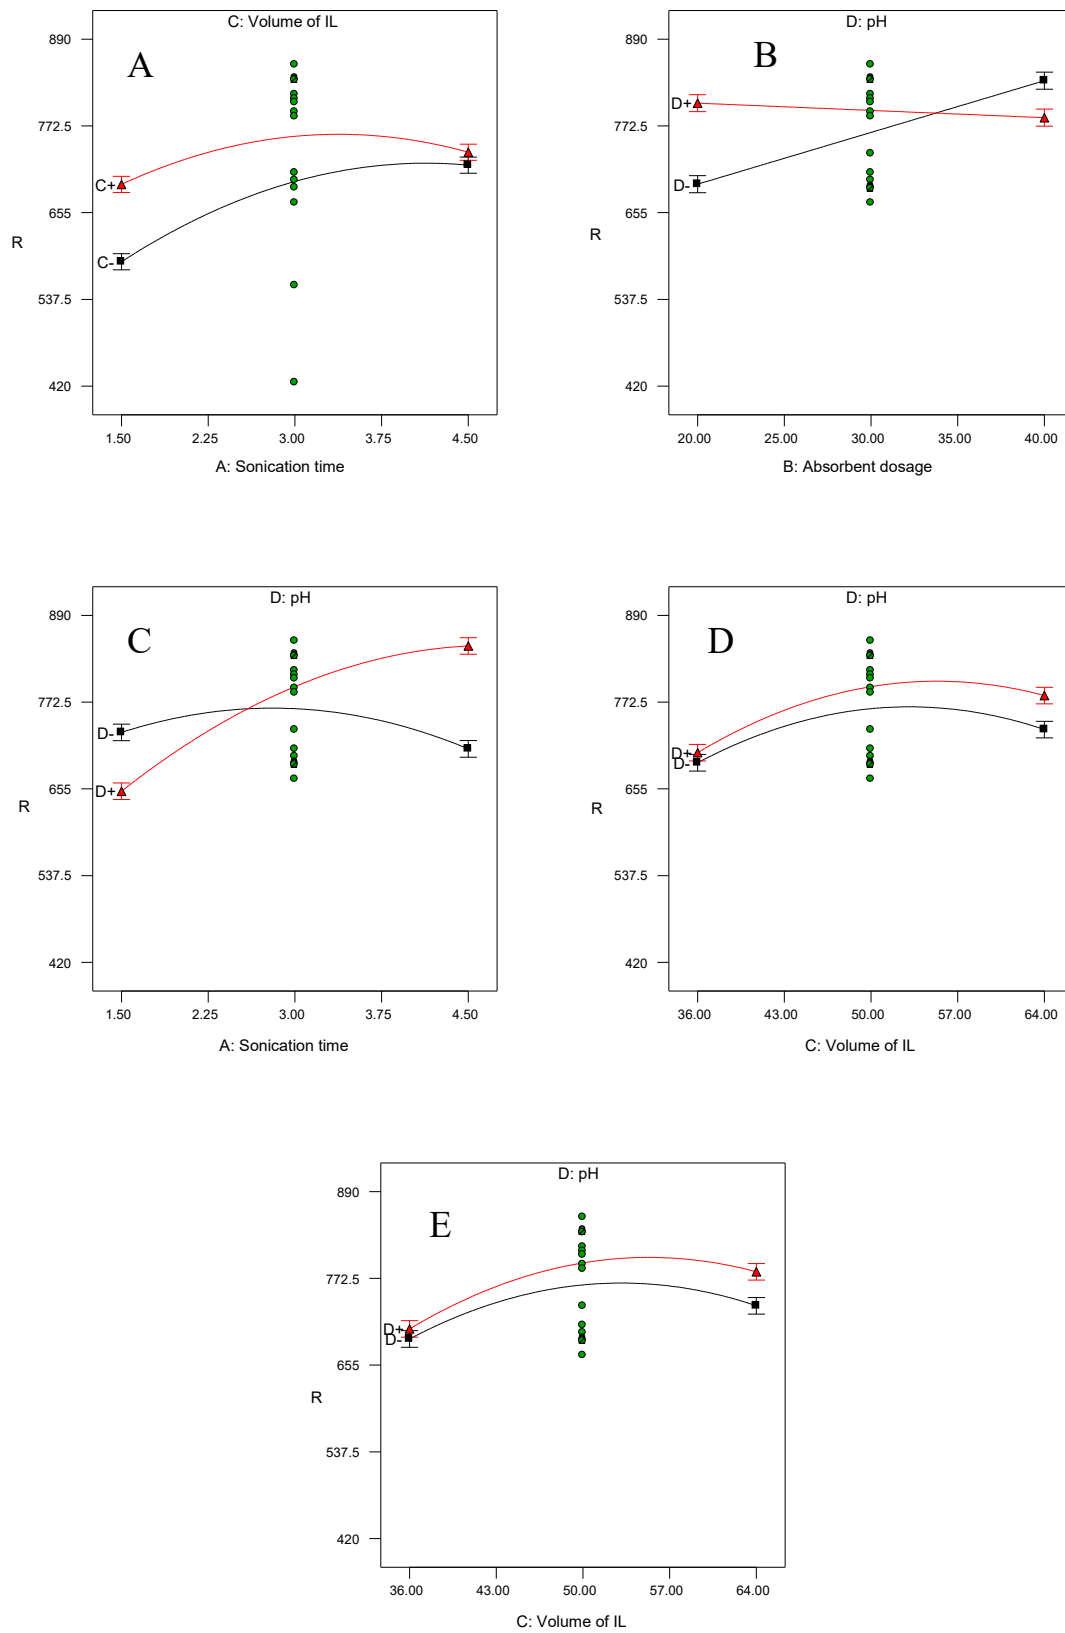 C: Volume of IL
A
890
772.5
655
537.5
420
R
C+
C-
1.50 2.25 3.00 3.75 4.50
A: Sonication time
D: pH
B
890
772.5
655
537.5
420
R
D+
D-
20.00 25.00 30.00 35.00 40.00
B: Absorbent dosage
D: pH
C
890
772.5
655
537.5
420
R
D-
D+
1.50 2.25 3.00 3.75 4.50
A: Sonication time
D: pH
D
890
772.5
655
537.5
420
R
D+
D-
36.00 43.00 50.00 57.00 64.00
C: Volume of IL
D: pH
E
890
772.5
655
537.5
420
R
D+
D-
36.00 43.00 50.00 57.00 64.00
C: Volume of IL